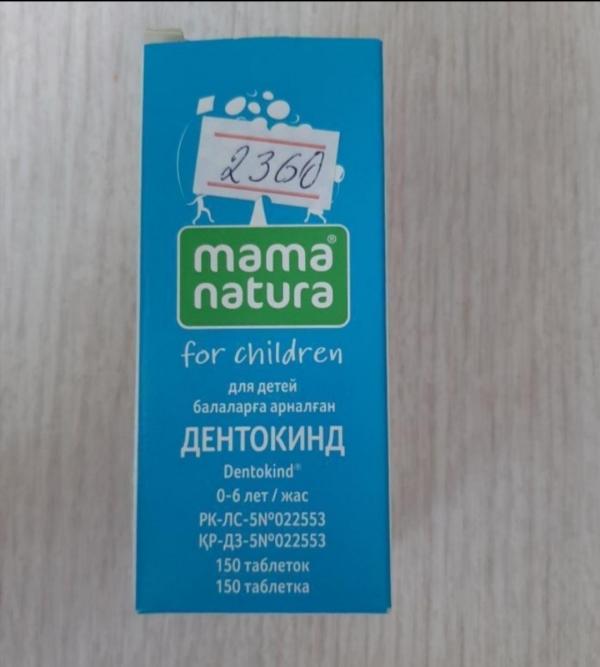 2360
mama®
natura
for children
для детей
балаларға арналған
ДЕНТОКИНД
Dentokind®
0-6 лет / жас
РК-ЛС-5№022553
ҚР-ДЗ-5№022553
150 таблеток
150 таблетка